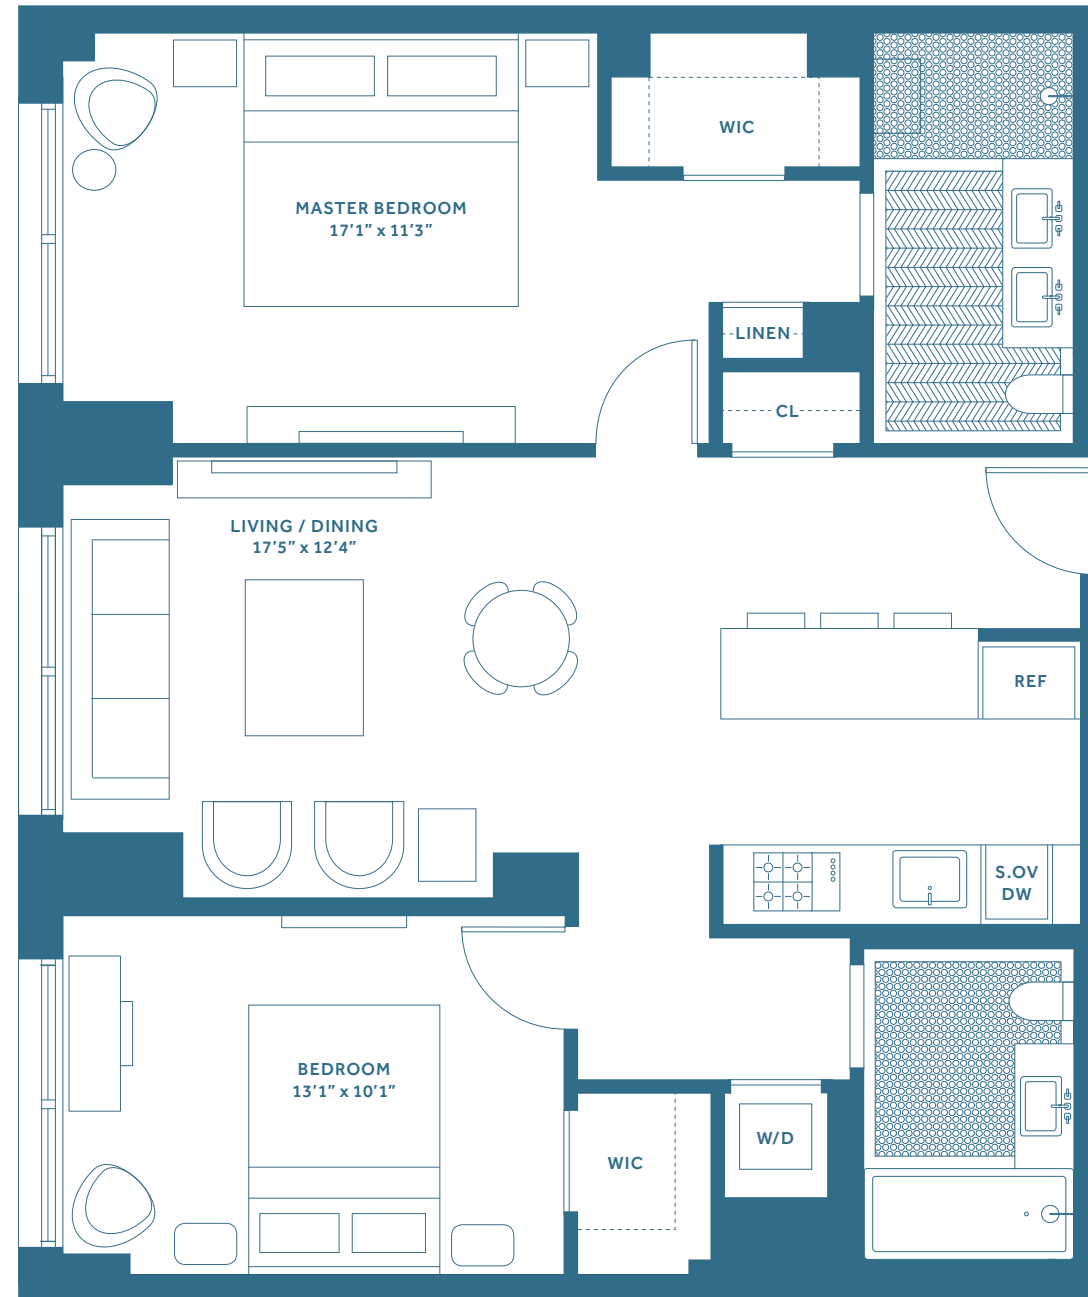 WIC
MASTER BEDROOM
17′1″ x 11′3″
LINEN
CL
LIVING / DINING
17′5″ x 12′4″
REF
S.OV
DW
BEDROOM
13′1″ x 10′1″
W/D
WIC